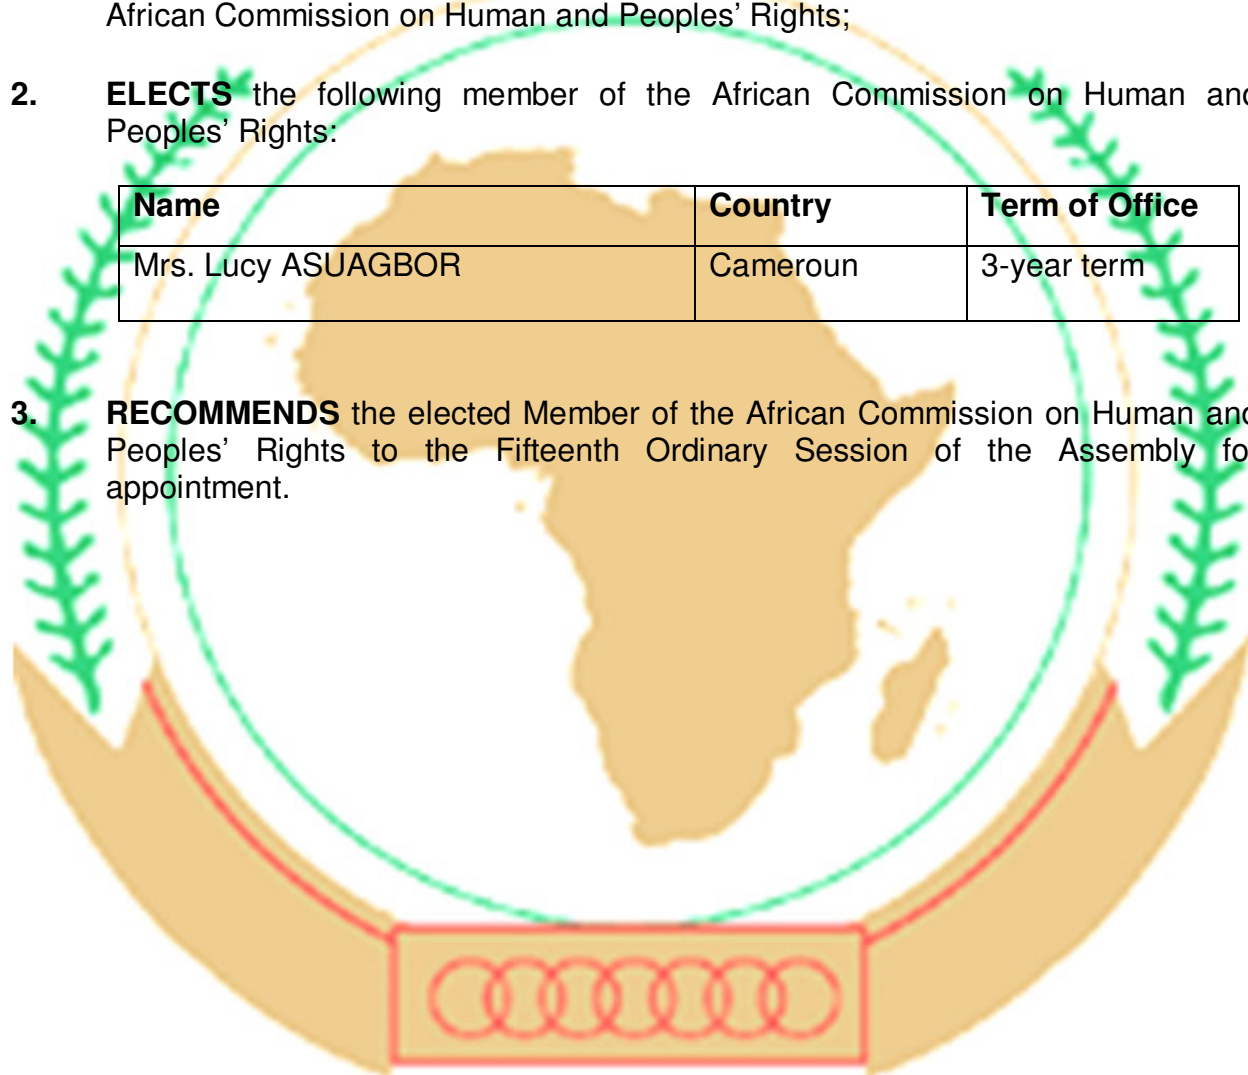 African Commission on Human and Peoples' Rights;
2. ELECTS the following member of the African Commission on Human and
Peoples' Rights:
Name Country Term of Office
Mrs. Lucy ASUAGBOR Cameroun 3-year term
3. RECOMMENDS the elected Member of the African Commission on Human and
Peoples' Rights to the Fifteenth Ordinary Session of the Assembly for
appointment.